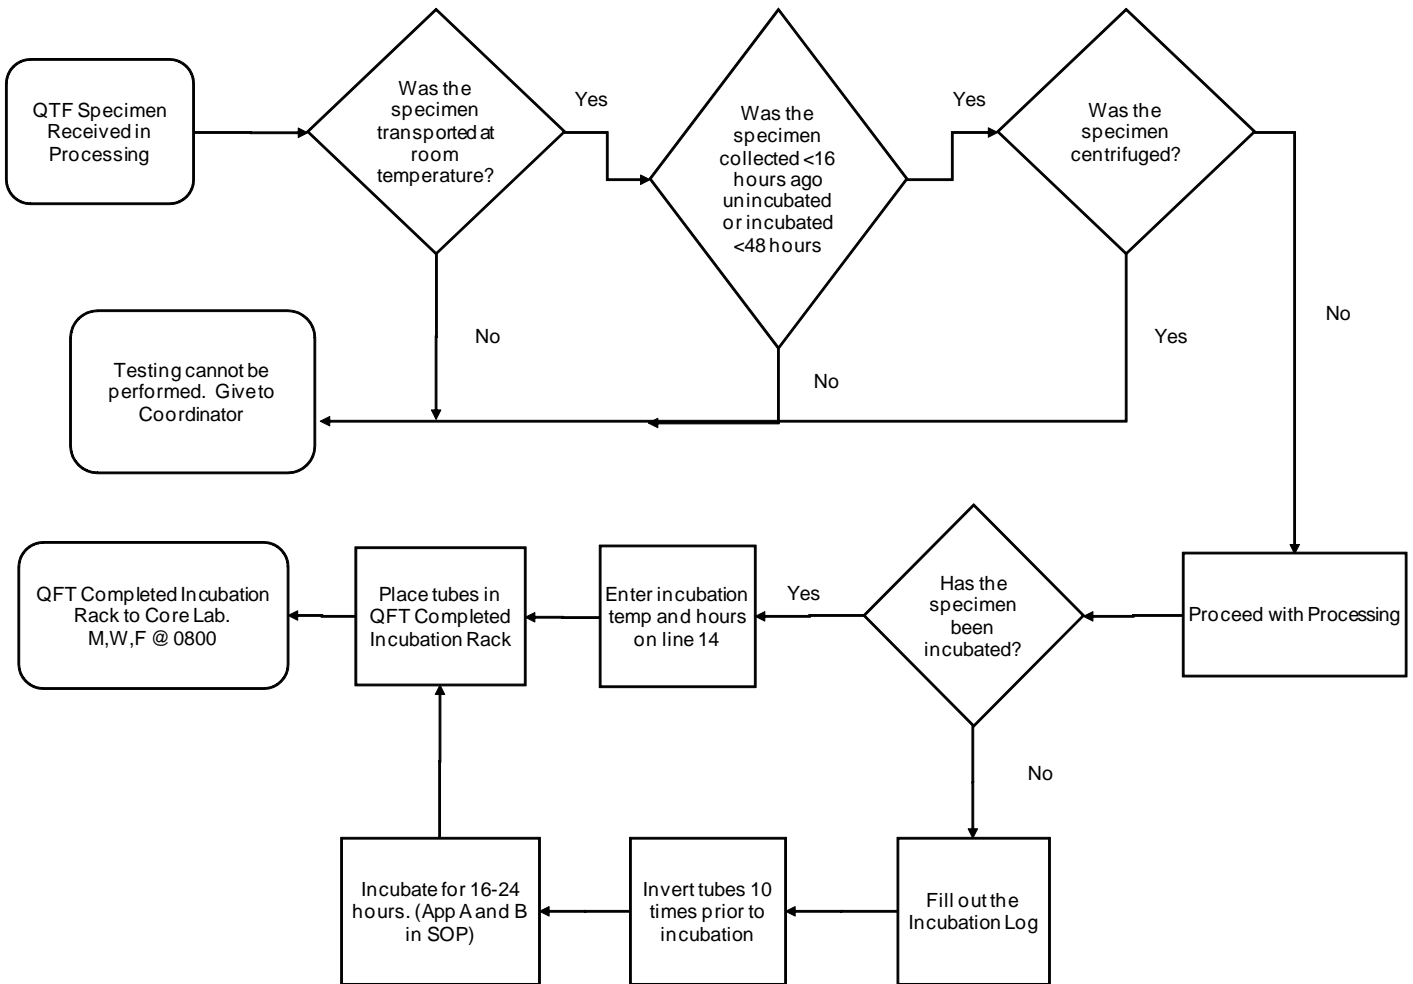 QTF Specimen
Received in
Processing
Was the
specimen
transported at
room
temperature?
Yes
Was the
specimen
collected <16
hours ago
unincubated
or incubated
<48 hours
Yes
Was the
specimen
centrifuged?
No
No
Yes
No
Testing cannot be
performed. Give to
Coordinator
QFT Completed Incubation
Rack to Core Lab.
M,W,F @ 0800
Place tubes in
QFT Completed
Incubation Rack
Enter incubation
temp and hours
on line 14
Yes
Has the
specimen
been
incubated?
Proceed with Processing
No
Incubate for 16-24
hours. (App A and B
in SOP)
Invert tubes 10
times prior to
incubation
Fill out the
Incubation Log